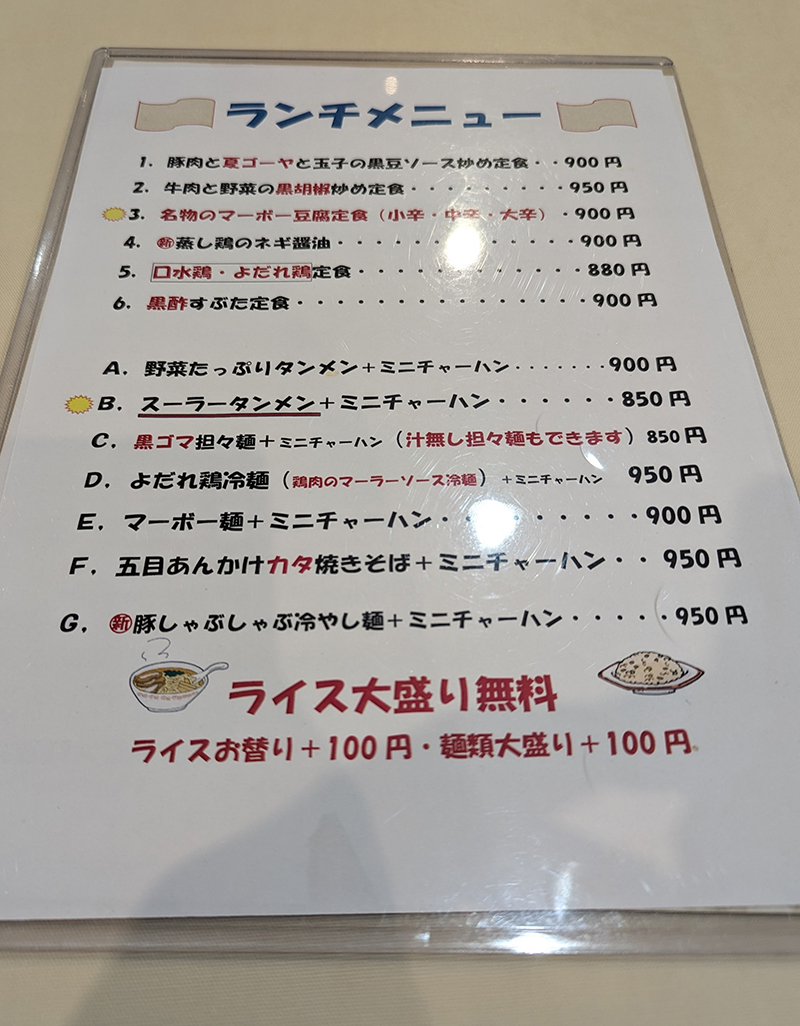 ランチメニュー
1. 豚肉と夏ゴーヤと玉子の黒豆ソース炒め定食・・900円
2. 牛肉と野菜の黒胡椒炒め定食・・・・・・・・・950円
3. 名物のマーボー豆腐定食（小辛・中辛・大辛）・900円
4. ㊟蒸し鶏のネギ醤油・・・・・・・・・・・・・・900円
5. 口水鶏・よだれ鶏定食・・・・・・・・・・・・・880円
6. 黒酢すぶた定食・・・・・・・・・・・・・・・・900円
A. 野菜たっぷりタンメン＋ミニチャーハン・・・・・・・900円
B. スーラータンメン＋ミニチャーハン・・・・・・850円
C. 黒ゴマ担々麺＋ミニチャーハン（汁無し担々麺もできます）850円
D. よだれ鶏冷麺（鶏肉のマーラーソース冷麺）＋ミニチャーハン 950円
E. マーボー麺＋ミニチャーハン・・・・・・・・・900円
F. 五目あんかけカタ焼きそば＋ミニチャーハン・・950円
G. 新豚しゃぶしゃぶ冷やし麺＋ミニチャーハン・・・・・950円
ライス大盛り無料
ライスお替り＋100円・麺類大盛り＋100円